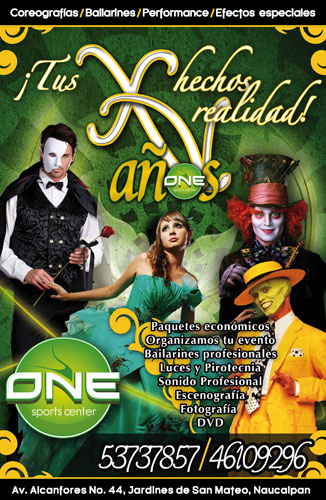 Coreografías/Bailarines/Performance/Efectos especiales
¡Tus XV hechos
realidad!
años
ONE
sports center
Paquetes económicos
Organizamos tu evento
Bailarines profesionales
Luces y Pirotecnia
Sonido Profesional
Escenografía
Fotografía
DVD
ONE
sports center
53737857/46109296
Av. Alcanfores No. 44, Jardines de San Mateo, Naucalpan